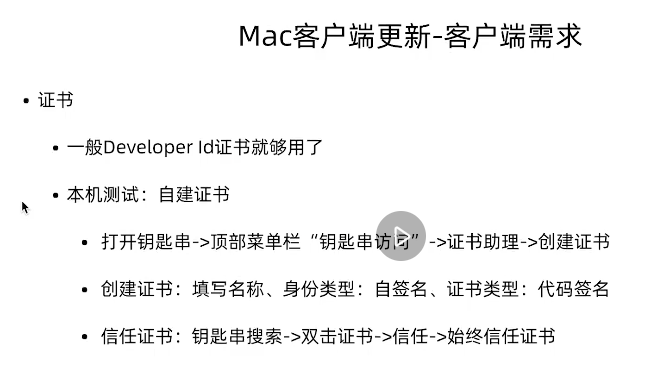 Mac客户端更新-客户端需求
• 证书
• 一般Developer Id证书就够用了
• 本机测试：自建证书
• 打开钥匙串->顶部菜单栏“钥匙串访问”->证书助理->创建证书
• 创建证书：填写名称、身份类型：自签名、证书类型：代码签名
• 信任证书：钥匙串搜索->双击证书->信任->始终信任证书